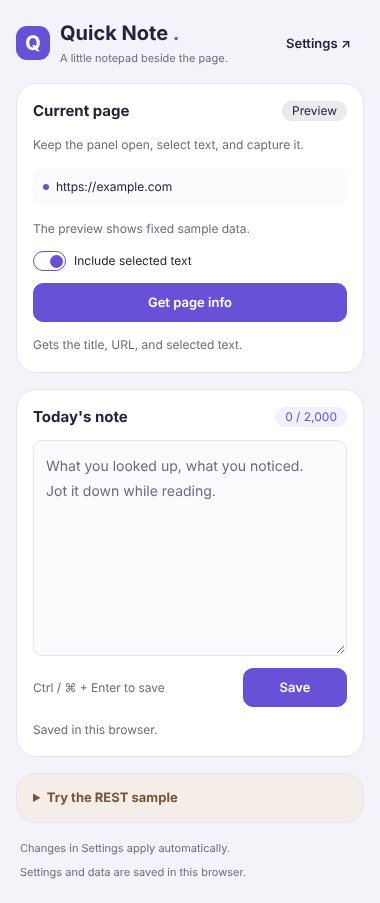 Q
Quick Note .
A little notepad beside the page.
Settings ↗
Current page
Preview
Keep the panel open, select text, and capture it.
https://example.com
The preview shows fixed sample data.
Include selected text
Get page info
Gets the title, URL, and selected text.
Today's note
0 / 2,000
What you looked up, what you noticed.
Jot it down while reading.
Ctrl / ⌘ + Enter to save
Save
Saved in this browser.
Try the REST sample
Changes in Settings apply automatically.
Settings and data are saved in this browser.